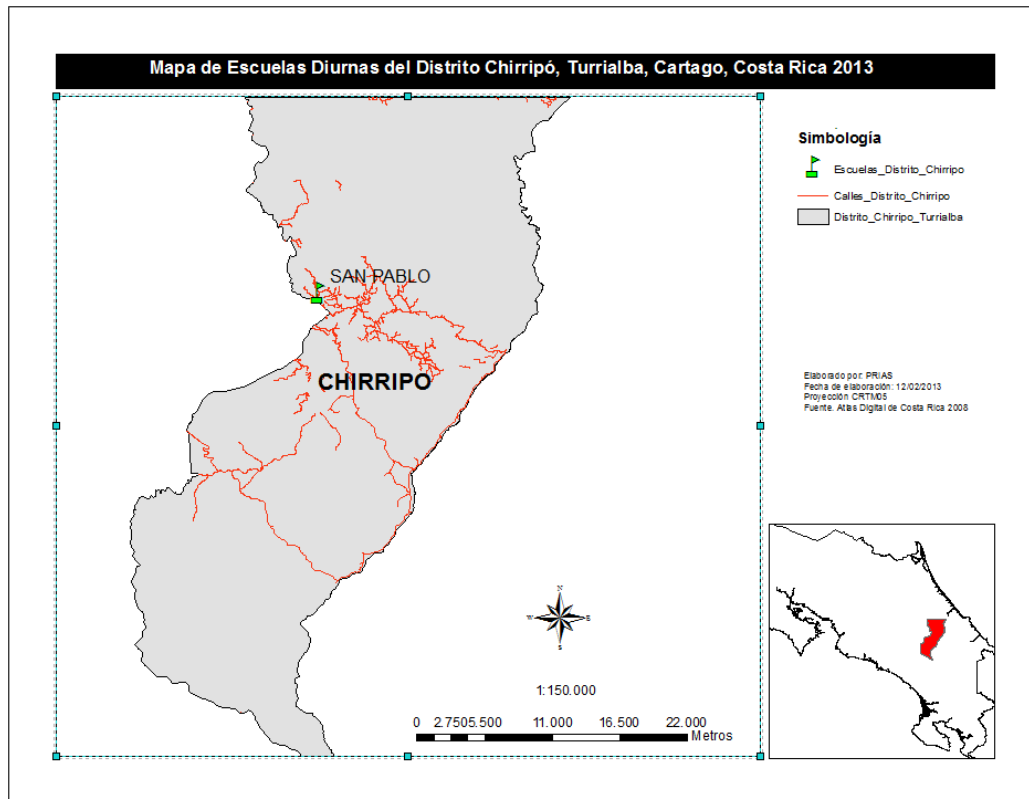 Mapa de Escuelas Diurnas del Distrito Chirripó, Turrialba, Cartago, Costa Rica 2013
Simbología
Escuelas_Distrito_Chirripo
Calles_Distrito_Chirripo
Distrito_Chirripo_Turrialba
SAN PABLO
CHIRRIPO
Elaborado por: PRIAS
Fecha de elaboración: 12/02/2013
Proyección CRTM05
Fuente. Atlas Digital de Costa Rica 2008
N
W E
S
1:150.000
0 2.750 5.500 11.000 16.500 22.000
Metros